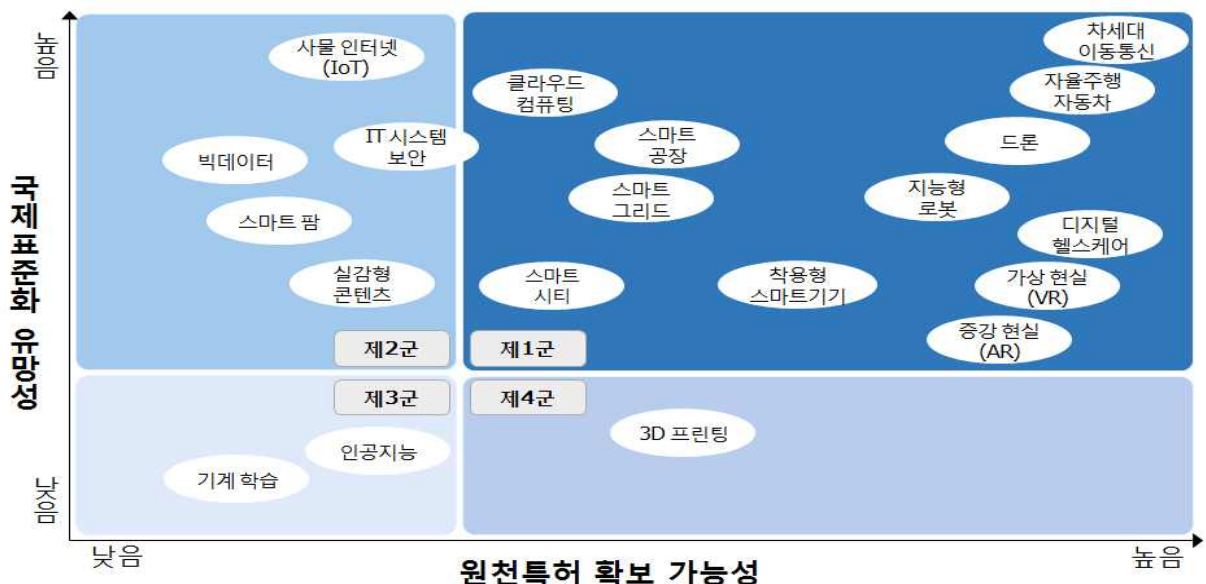 높음
국제표준화 유망성
낮음
사물 인터넷
(IoT)
IT 시스템
보안
빅데이터
스마트 팜
실감형
콘텐츠
제2군
차세대
이동통신
클라우드
컴퓨팅
자율주행
자동차
스마트
공장
드론
스마트
그리드
지능형
로봇
디지털
헬스케어
스마트
시티
착용형
스마트기기
가상 현실
(VR)
증강 현실
(AR)
제1군
제3군
인공지능
기계 학습
제4군
3D 프린팅
낮음
원천특허 확보 가능성
높음